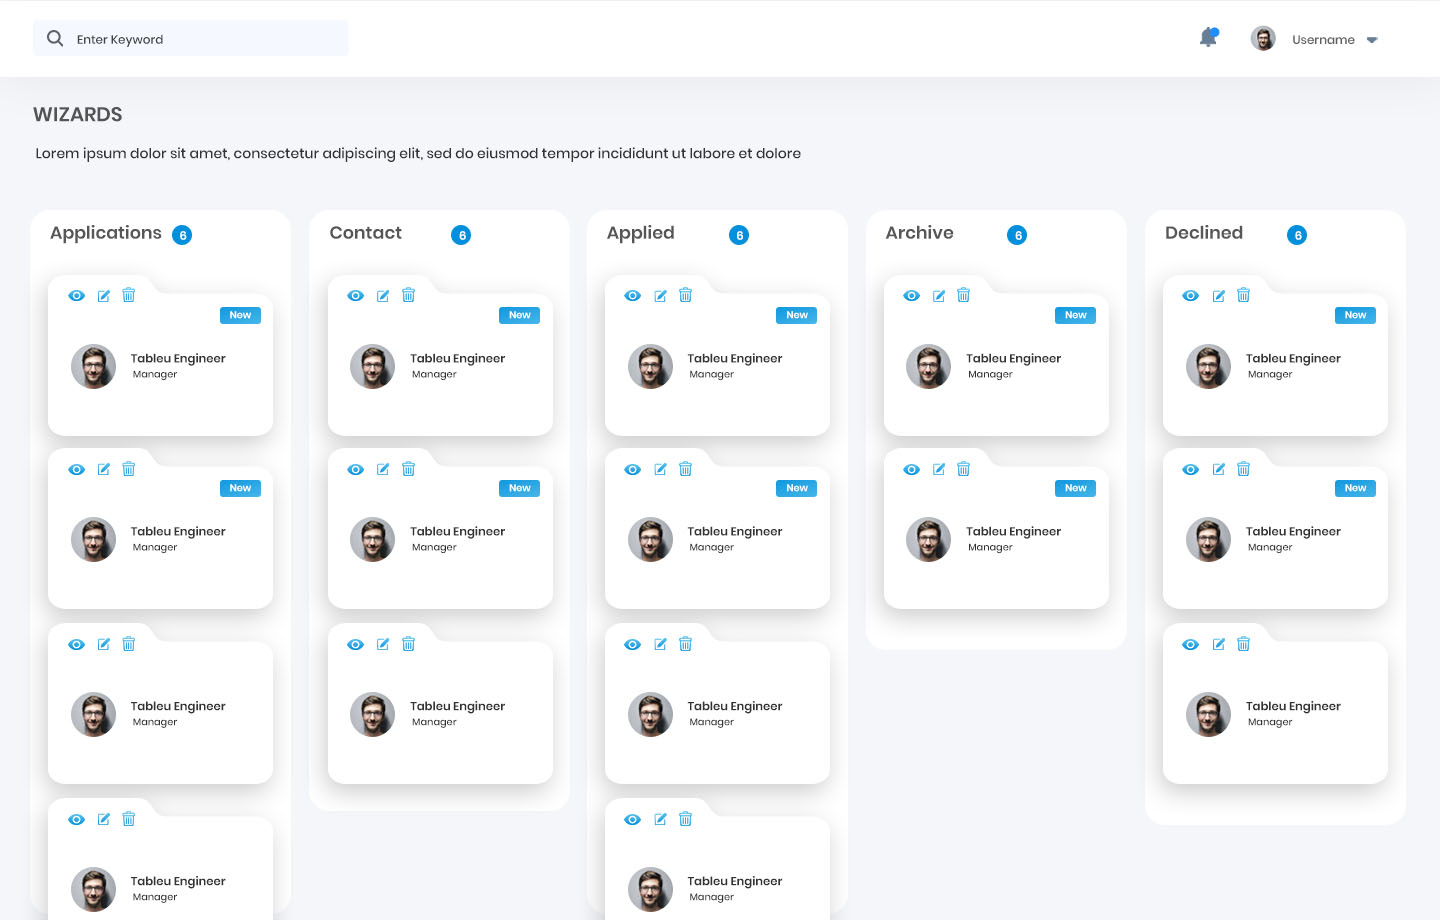 Enter Keyword
Username
WIZARDS
Lorem ipsum dolor sit amet, consectetur adipiscing elit, sed do eiusmod tempor incididunt ut labore et dolore
Applications 6
Contact 6
Applied 6
Archive 6
Declined 6
New
New
New
New
New
Tableu Engineer
Manager
Tableu Engineer
Manager
Tableu Engineer
Manager
Tableu Engineer
Manager
Tableu Engineer
Manager
New
New
New
New
New
Tableu Engineer
Manager
Tableu Engineer
Manager
Tableu Engineer
Manager
Tableu Engineer
Manager
Tableu Engineer
Manager
Tableu Engineer
Manager
Tableu Engineer
Manager
Tableu Engineer
Manager
Tableu Engineer
Manager
Tableu Engineer
Manager
Tableu Engineer
Manager